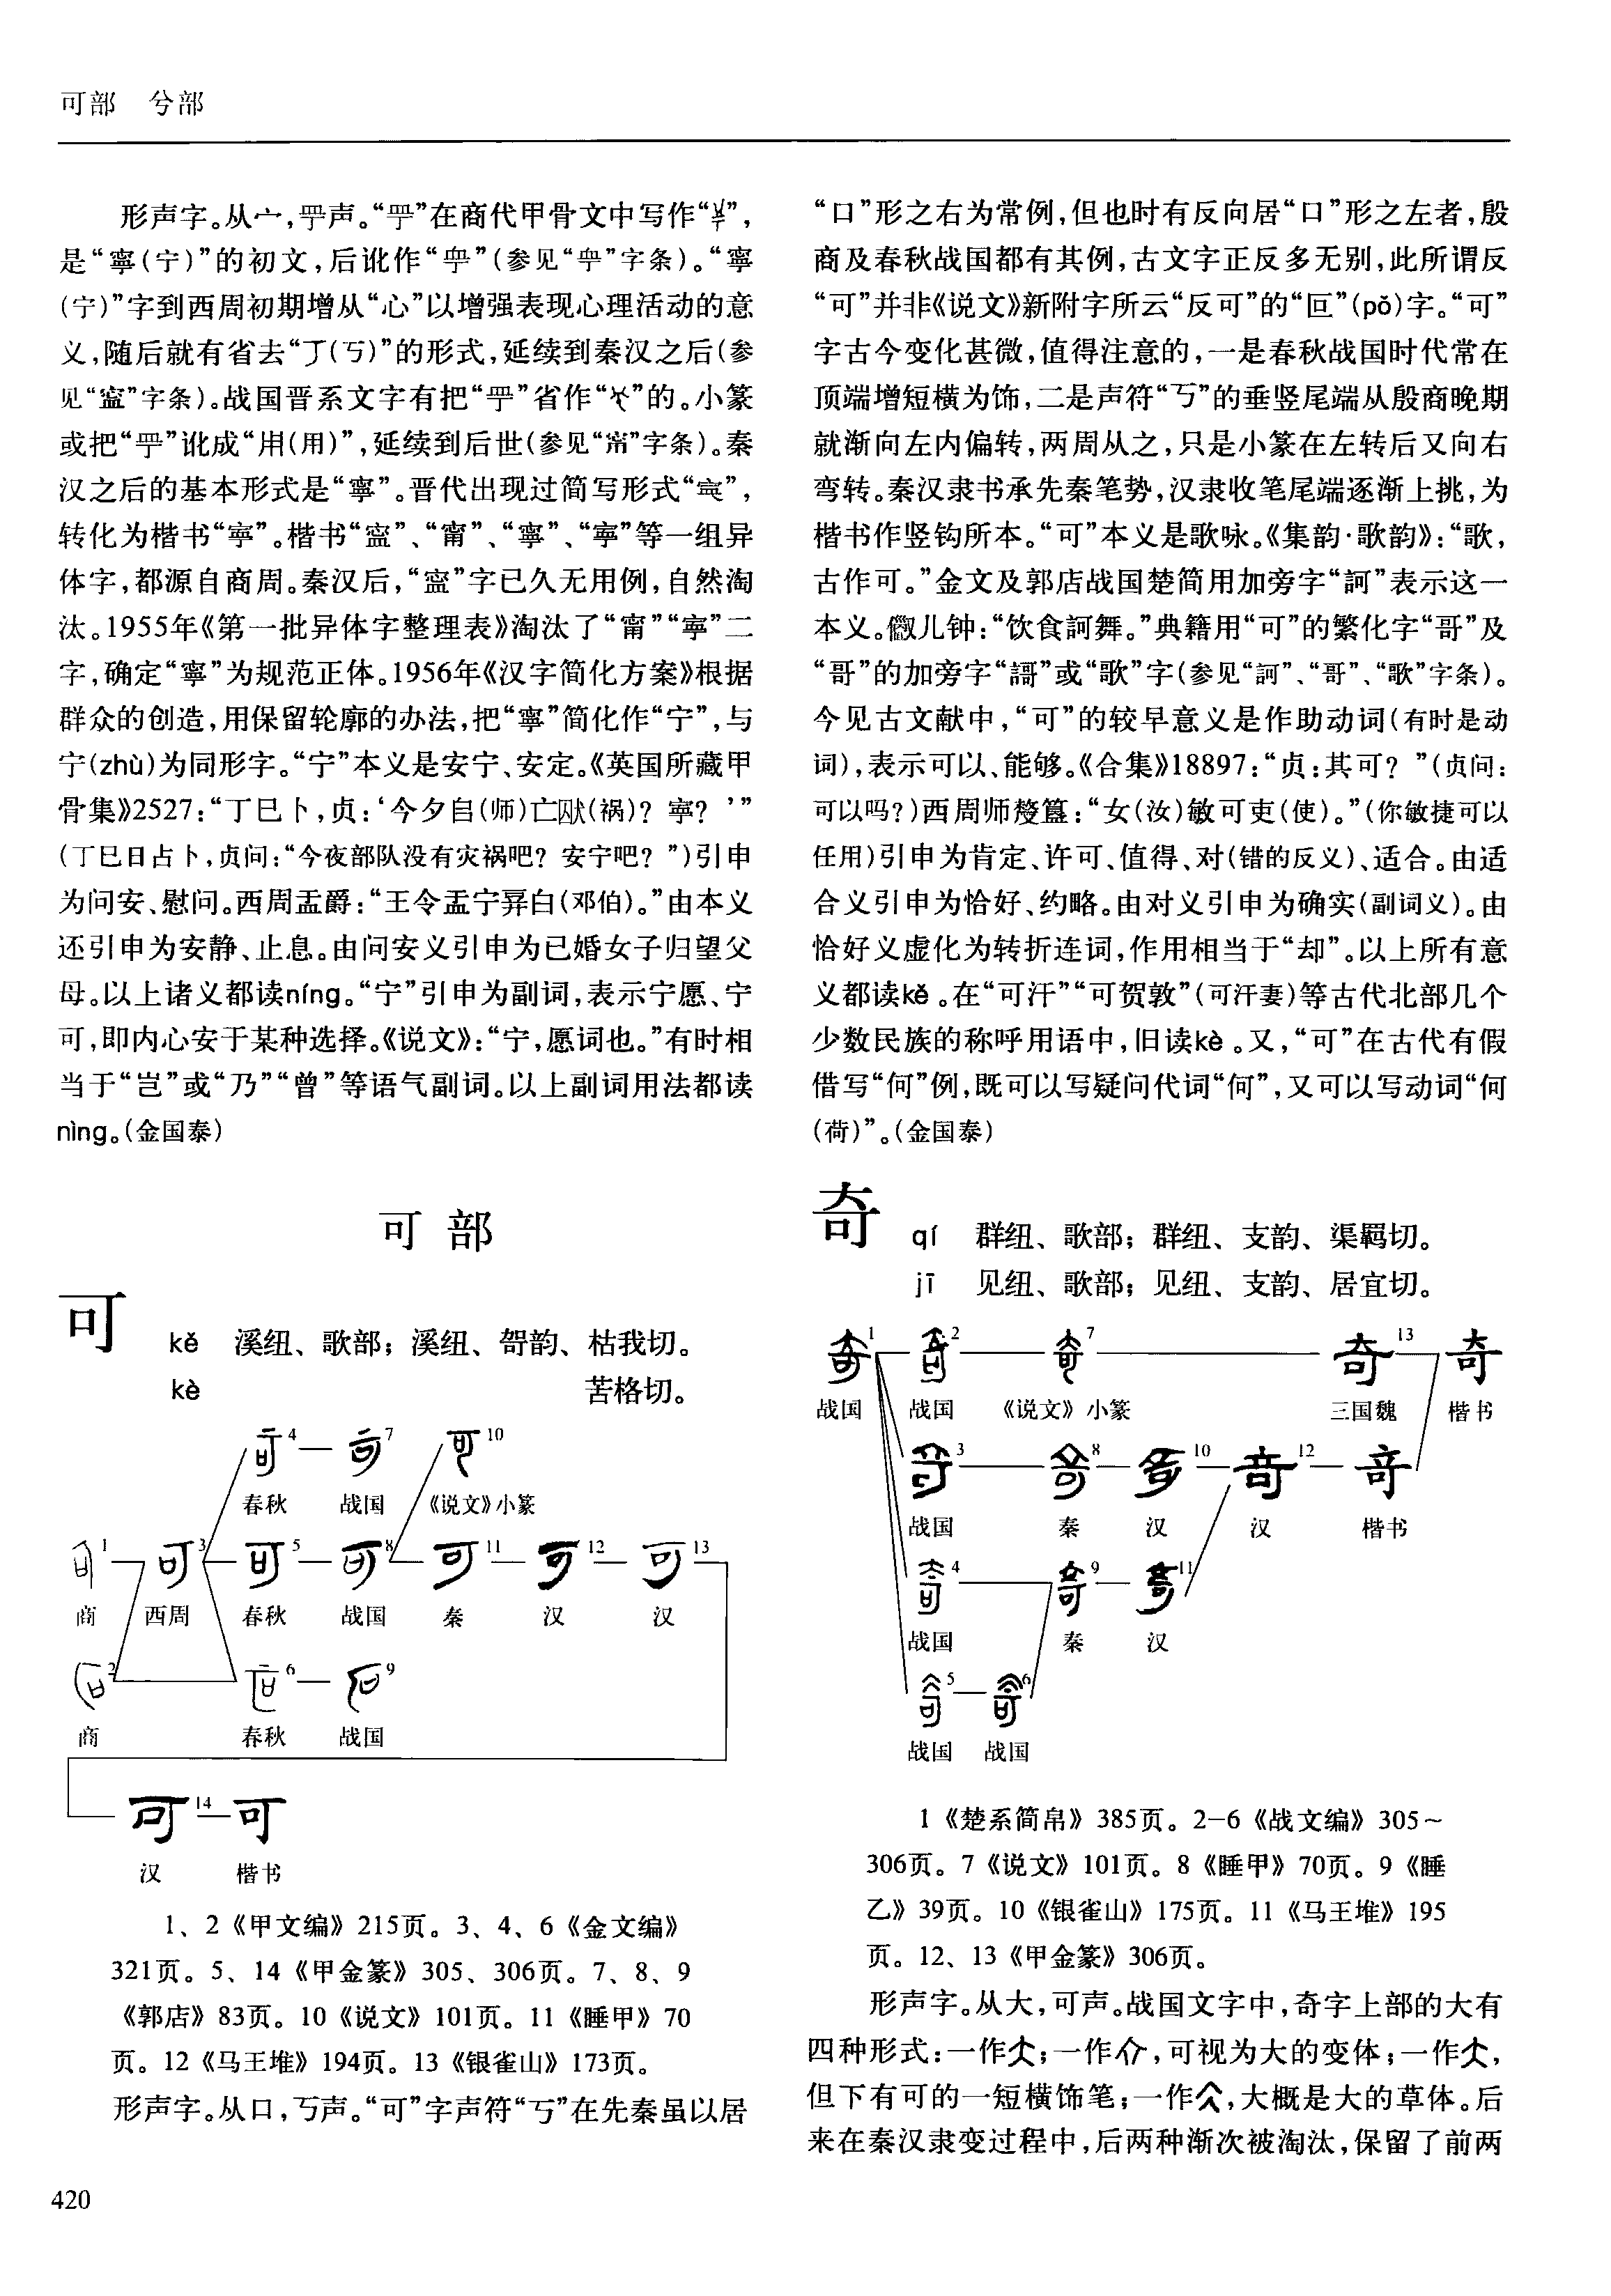 可部　兮部
形声字。从宀,甹声。“甹”在商代甲骨文中写作“”,
是“寧(宁)”的初文,后讹作“甹”(参见“甹”字条)。“寧
(宁)”字到西周初期增从“心”以增强表现心理活动的意
义,随后就有省去“丁(丂)”的形式,延续到秦汉之后(参
见“寍”字条)。战国晋系文字有把“”省作“”的。小篆
或把“”讹成“用(用)”,延续到后世(参见“甯”字条)。秦
汉之后的基本形式是“寧”。晋代出现过简写形式“”,
转化为楷书“寜”。楷书“寍”、“甯”、“寧”、“寜”等一组异
体字,都源自商周。秦汉后,“寍”字已久无用例,自然淘
汰。1955年《第一批异体字整理表》淘汰了“甯”“寜”二
字,确定“寧”为规范正体。1956年《汉字简化方案》根据
群众的创造,用保留轮廓的办法,把“寧”简化作“宁”,与
宁(zhù)为同形字。“宁”本义是安宁、安定。《英国所藏甲
骨集》2527:“丁巳卜,贞:‘今夕𠂤(师)亡𡆥(祸)? 寧? ’”
(丁巳日占卜,贞问:“今夜部队没有灾祸吧? 安宁吧? ”)引申
为问安、慰问。西周盂爵:“王令盂宁昪白(邓伯)。”由本义
还引申为安静、止息。由问安义引申为已婚女子归望父
母。以上诸义都读níng。“宁”引申为副词,表示宁愿、宁
可,即内心安于某种选择。《说文》:“宁,愿词也。”有时相
当于“岂”或“乃”“曾”等语气副词。以上副词用法都读
nìng。(金国泰)
可 部
可
kě　溪纽、歌部；溪纽、哿韵、枯我切。
kè　苦格切。
4　7　10
春秋　战国　《说文》小篆
1　3　5　8　11　12　13
商　西周　春秋　战国　秦　汉　汉
2　6　9
商　春秋　战国
可　14　可
汉　楷书
1、2《甲文编》215页。3、4、6《金文编》
321页。5、14《甲金篆》305、306页。7、8、9
《郭店》83页。10《说文》101页。11《睡甲》70
页。12《马王堆》194页。13《银雀山》173页。
形声字。从口,丂声。“可”字声符“丂”在先秦虽以居
“口”形之右为常例,但也时有反向居“口”形之左者,殷
商及春秋战国都有其例,古文字正反多无别,此所谓反
“可”并非《说文》新附字所云“反可”的“叵”(pǒ)字。“可”
字古今变化甚微,值得注意的,一是春秋战国时代常在
顶端增短横为饰,二是声符“丂”的垂竖尾端从殷商晚期
就渐向左内偏转,两周从之,只是小篆在左转后又向右
弯转。秦汉隶书承先秦笔势,汉隶收笔尾端逐渐上挑,为
楷书作竖钩所本。“可”本义是歌咏。《集韵·歌韵》:“歌,
古作可。”金文及郭店战国楚简用加旁字“訶”表示这一
本义。儿钟:“饮食訶舞。”典籍用“可”的繁化字“哥”及
“哥”的加旁字“謌”或“歌”字(参见“訶”、“哥”、“歌”字条)。
今见古文献中,“可”的较早意义是作助动词(有时是动
词),表示可以、能够。《合集》18897:“贞:其可? ”(贞问:
可以吗?)西周师簋:“女(汝)敏可吏(使)。”(你敏捷可以
任用)引申为肯定、许可、值得、对(错的反义)、适合。由适
合义引申为恰好、约略。由对义引申为确实(副词义)。由
恰好义虚化为转折连词,作用相当于“却”。以上所有意
义都读kě。在“可汗”“可贺敦”(可汗妻)等古代北部几个
少数民族的称呼用语中,旧读kè。又,“可”在古代有假
借写“何”例,既可以写疑问代词“何”,又可以写动词“何
(荷)”。(金国泰)
奇
qí　群纽、歌部；群纽、支韵、渠羁切。
jī　见纽、歌部；见纽、支韵、居宜切。
1　2　7　奇　13　奇
战国　战国　《说文》小篆　三国魏　楷书
3　8　10　12
战国　秦　汉　汉　楷书
4　9　11
战国　秦　汉
5　6
战国　战国
1《楚系简帛》385页。2-6《战文编》305～
306页。7《说文》101页。8《睡甲》70页。9《睡
乙》39页。10《银雀山》175页。11《马王堆》195
页。12、13《甲金篆》306页。
形声字。从大,可声。战国文字中,奇字上部的大有
四种形式:一作;一作,可视为大的变体;一作,
但下有可的一短横饰笔;一作,大概是大的草体。后
来在秦汉隶变过程中,后两种渐次被淘汰,保留了前两
420